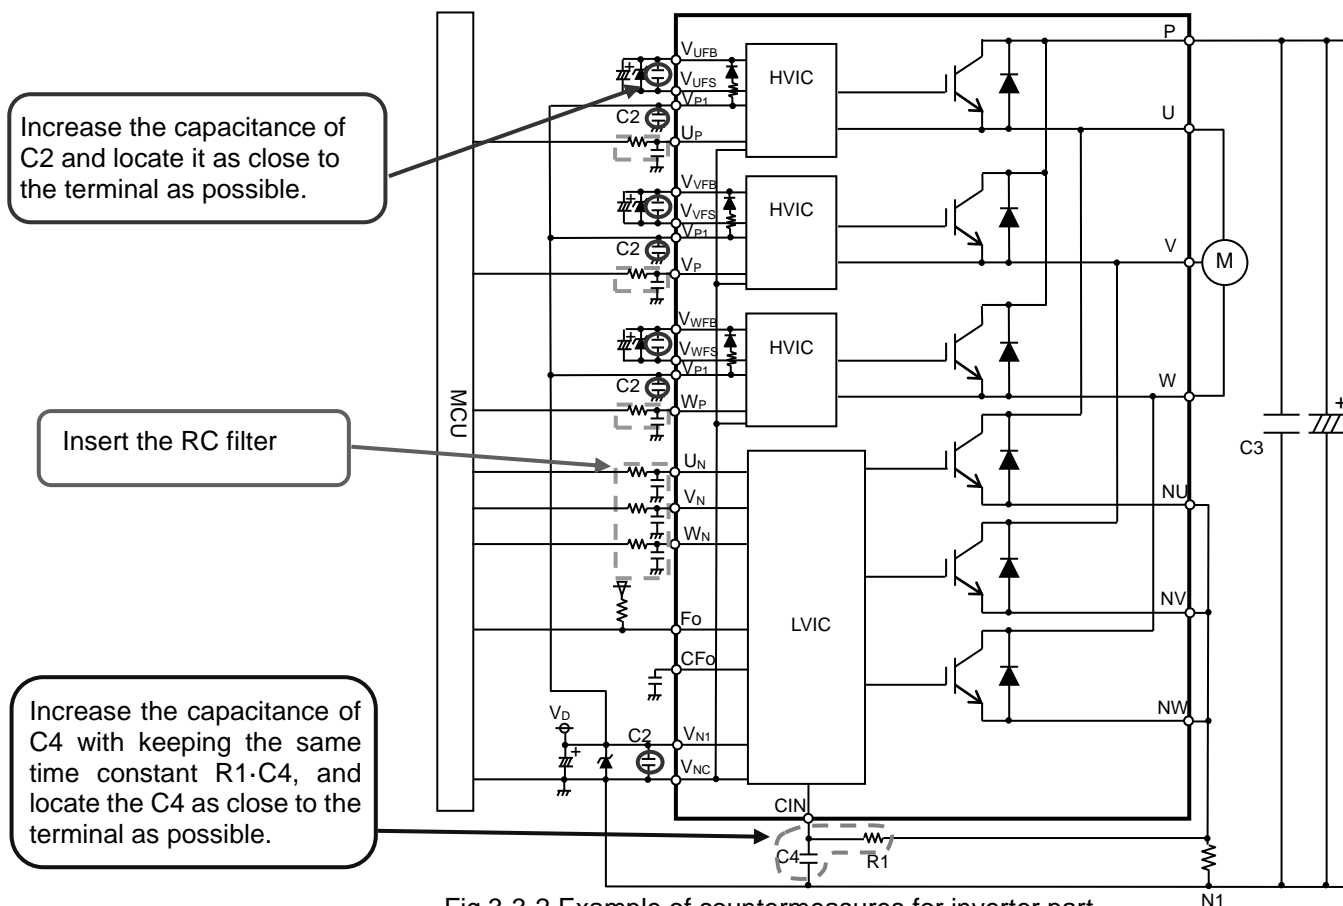 Increase the capacitance of
C2 and locate it as close to
the terminal as possible.
Insert the RC filter
Increase the capacitance of
C4 with keeping the same
time constant R1·C4, and
locate the C4 as close to the
terminal as possible.
MCU
VUFB
VUFS
VP1
C2
UP
HVIC
VVFB
VVFS
VP1
C2
VP
HVIC
VWFB
VWFS
VP1
C2
WP
HVIC
UN
VN
WN
Fo
CFo
LVIC
VD
C2
VN1
VNC
CIN
C4
R1
P
U
V
M
W
NU
NV
NW
N1
C3
+
Fig.3-3-2 Example of countermeasures for inverter part